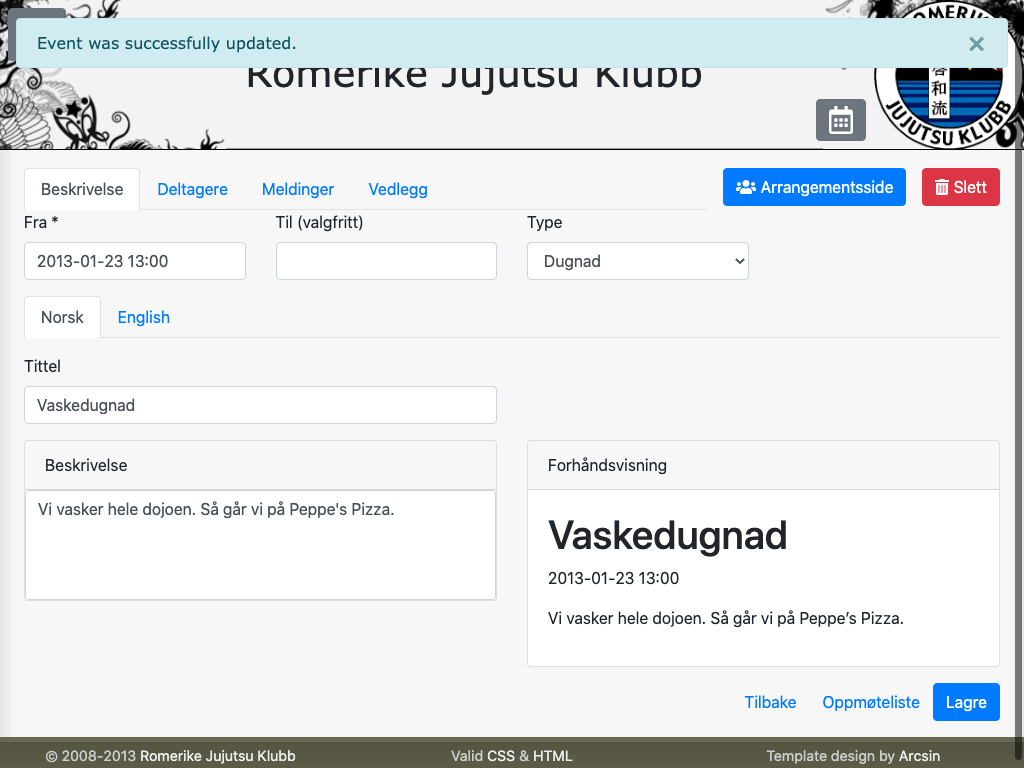 Event was successfully updated.
×
Romerike Jujutsu Klubb
ROMERIKE
啓和流
JUJUTSU KLUBB
Beskrivelse
Deltagere
Meldinger
Vedlegg
Arrangementsside
Slett
Fra *
Til (valgfritt)
Type
2013-01-23 13:00
Dugnad
Norsk
English
Tittel
Vaskedugnad
Beskrivelse
Forhåndsvisning
Vi vasker hele dojoen. Så går vi på Peppe's Pizza.
Vaskedugnad
2013-01-23 13:00
Vi vasker hele dojoen. Så går vi på Peppe’s Pizza.
Tilbake
Oppmøteliste
Lagre
© 2008-2013 Romerike Jujutsu Klubb
Valid CSS & HTML
Template design by Arcsin